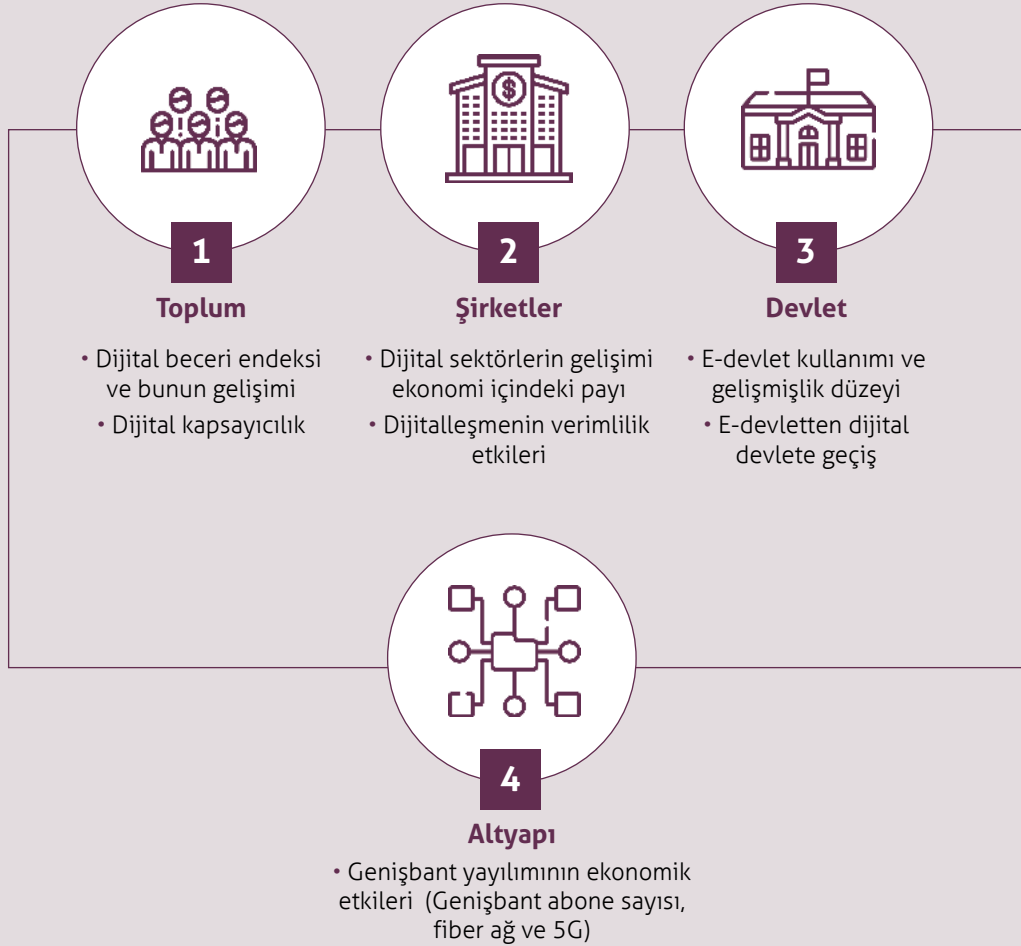 1
Toplum
• Dijital beceri endeksi
ve bunun gelişimi
• Dijital kapsayıcılık
2
Şirketler
• Dijital sektörlerin gelişimi
ekonomi içindeki payı
• Dijitalleşmenin verimlilik
etkileri
3
Devlet
• E-devlet kullanımı ve
gelişmişlik düzeyi
• E-devletten dijital
devlete geçiş
4
Altyapı
• Genişbant yayılımının ekonomik
etkileri (Genişbant abone sayısı,
fiber ağ ve 5G)